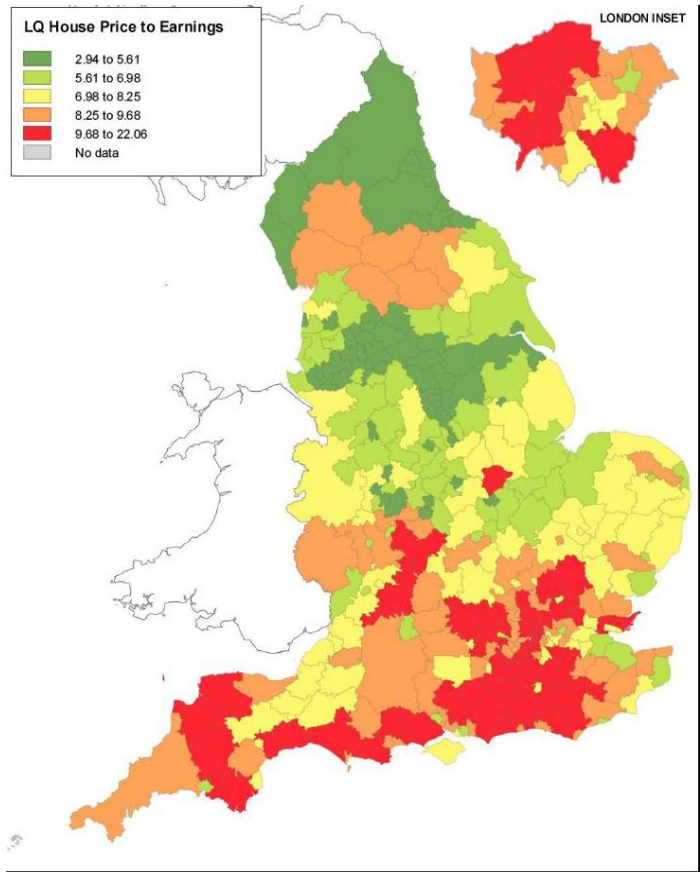 LQ House Price to Earnings
2.94 to 5.61
5.61 to 6.98
6.98 to 8.25
8.25 to 9.68
9.68 to 22.06
No data
LONDON INSET